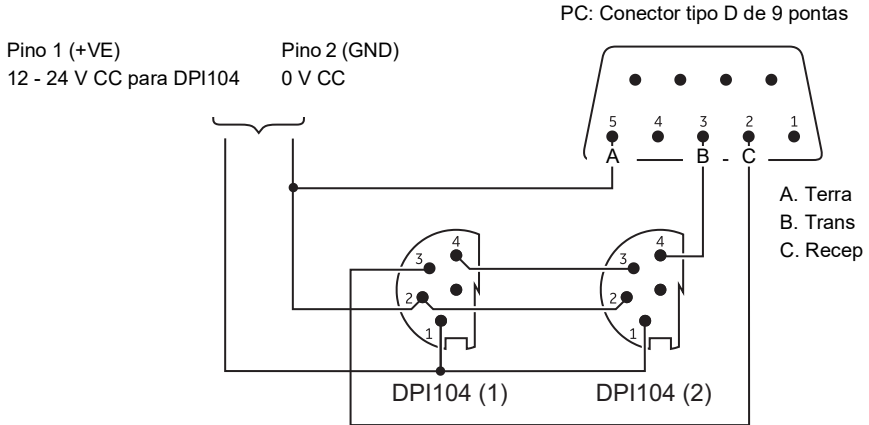 PC: Conector tipo D de 9 pontas
Pino 1 (+VE)
12 - 24 V CC para DPI104
Pino 2 (GND)
0 V CC
5 4 3 2 1
A B C
A. Terra
B. Trans
C. Recep
4
3
2
1
4
3
2
1
DPI104 (1)
DPI104 (2)